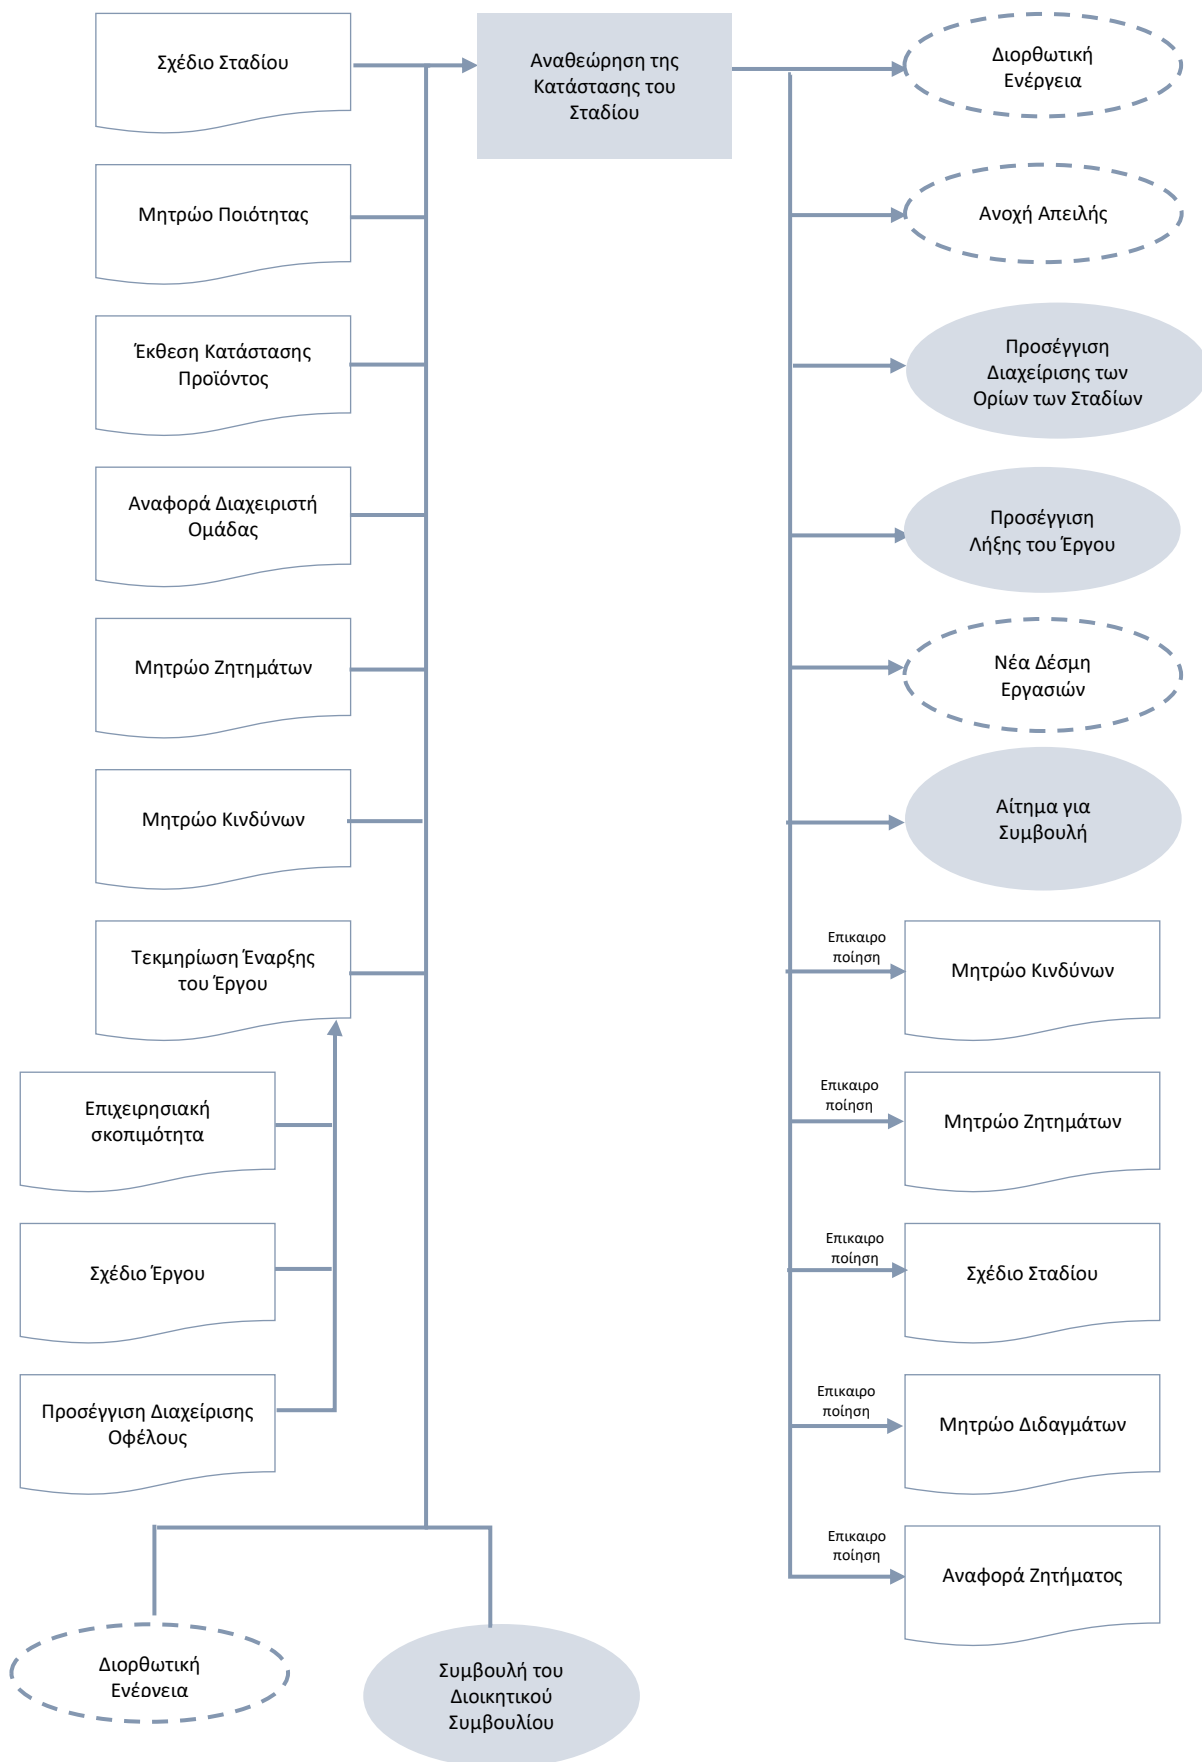 Σχέδιο Σταδίου
Μητρώο Ποιότητας
Έκθεση Κατάστασης
Προϊόντος
Αναφορά Διαχειριστή
Ομάδας
Μητρώο Ζητημάτων
Μητρώο Κινδύνων
Τεκμηρίωση Έναρξης
του Έργου
Επιχειρησιακή
σκοπιμότητα
Σχέδιο Έργου
Προσέγγιση Διαχείρισης
Οφέλους
Διορθωτική
Ενέργεια
Συμβουλή του
Διοικητικού
Συμβουλίου
Αναθεώρηση της
Κατάστασης του
Σταδίου
Διορθωτική
Ενέργεια
Ανοχή Απειλής
Προσέγγιση
Διαχείρισης των
Ορίων των Σταδίων
Προσέγγιση
Λήξης του Έργου
Νέα Δέσμη
Εργασιών
Αίτημα για
Συμβουλή
Επικαιρο
ποίηση
Μητρώο Κινδύνων
Επικαιρο
ποίηση
Μητρώο Ζητημάτων
Επικαιρο
ποίηση
Σχέδιο Σταδίου
Επικαιρο
ποίηση
Μητρώο Διδαγμάτων
Επικαιρο
ποίηση
Αναφορά Ζητήματος